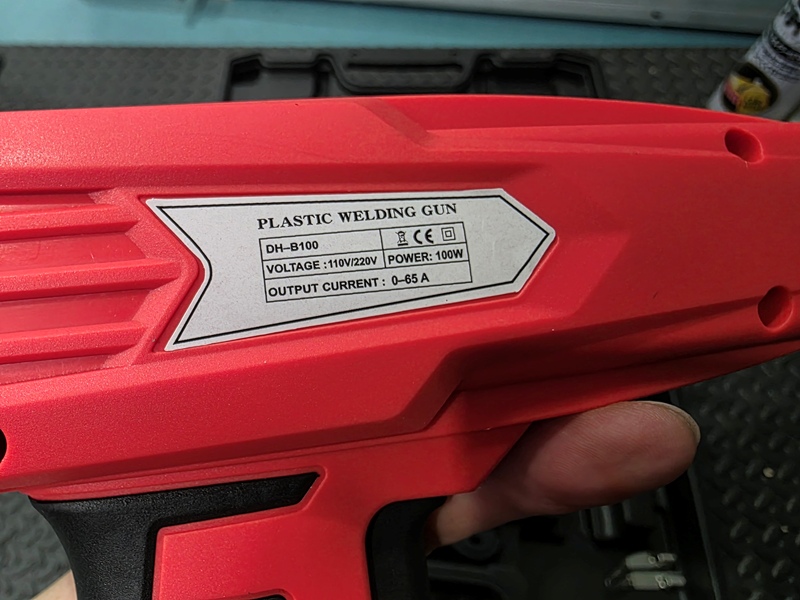 PLASTIC WELDING GUN
DH–B100 CE
VOLTAGE :110V/220V POWER: 100W
OUTPUT CURRENT : 0–65 A